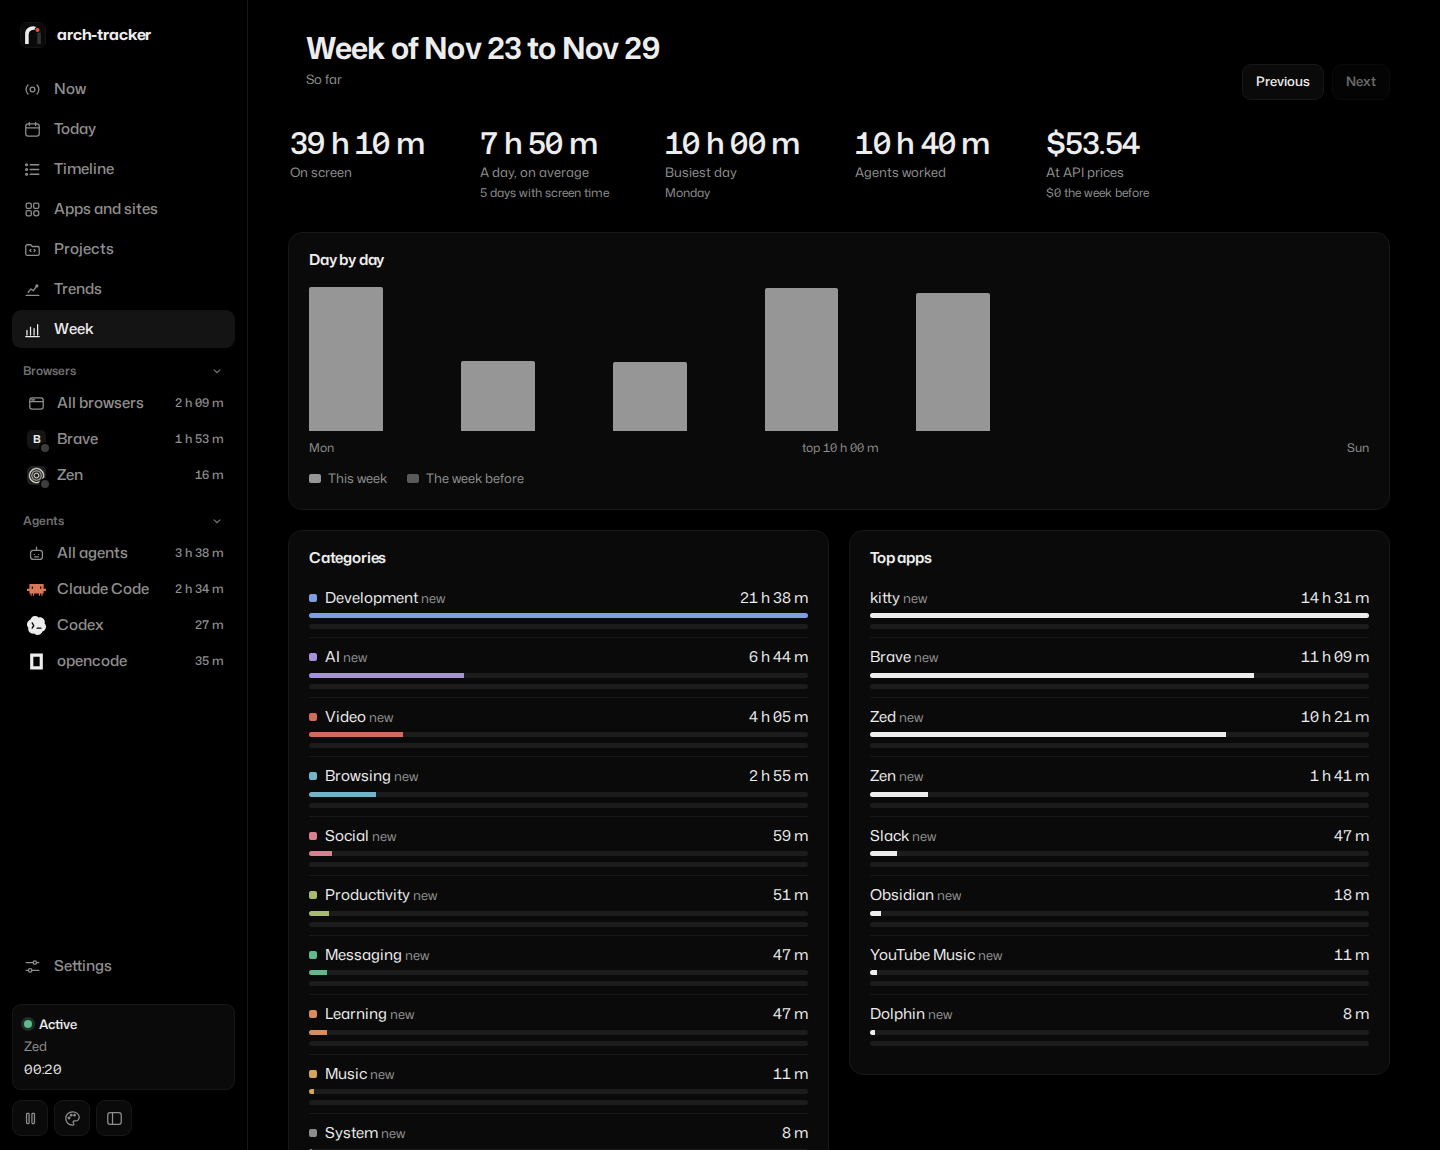 arch-tracker
Now
Today
Timeline
Apps and sites
Projects
Trends
Week
Browsers
All browsers 2 h 09 m
B Brave 1 h 53 m
Zen 16 m
Agents
All agents 3 h 38 m
Claude Code 2 h 34 m
Codex 27 m
opencode 35 m
Settings
Active
Zed
00:20
Week of Nov 23 to Nov 29
So far
Previous Next
39 h 10 m
On screen
7 h 50 m
A day, on average
5 days with screen time
10 h 00 m
Busiest day
Monday
10 h 40 m
Agents worked
$53.54
At API prices
$0 the week before
Day by day
Mon top 10 h 00 m Sun
This week The week before
Categories
Development new 21 h 38 m
AI new 6 h 44 m
Video new 4 h 05 m
Browsing new 2 h 55 m
Social new 59 m
Productivity new 51 m
Messaging new 47 m
Learning new 47 m
Music new 11 m
System new 8 m
Top apps
kitty new 14 h 31 m
Brave new 11 h 09 m
Zed new 10 h 21 m
Zen new 1 h 41 m
Slack new 47 m
Obsidian new 18 m
YouTube Music new 11 m
Dolphin new 8 m